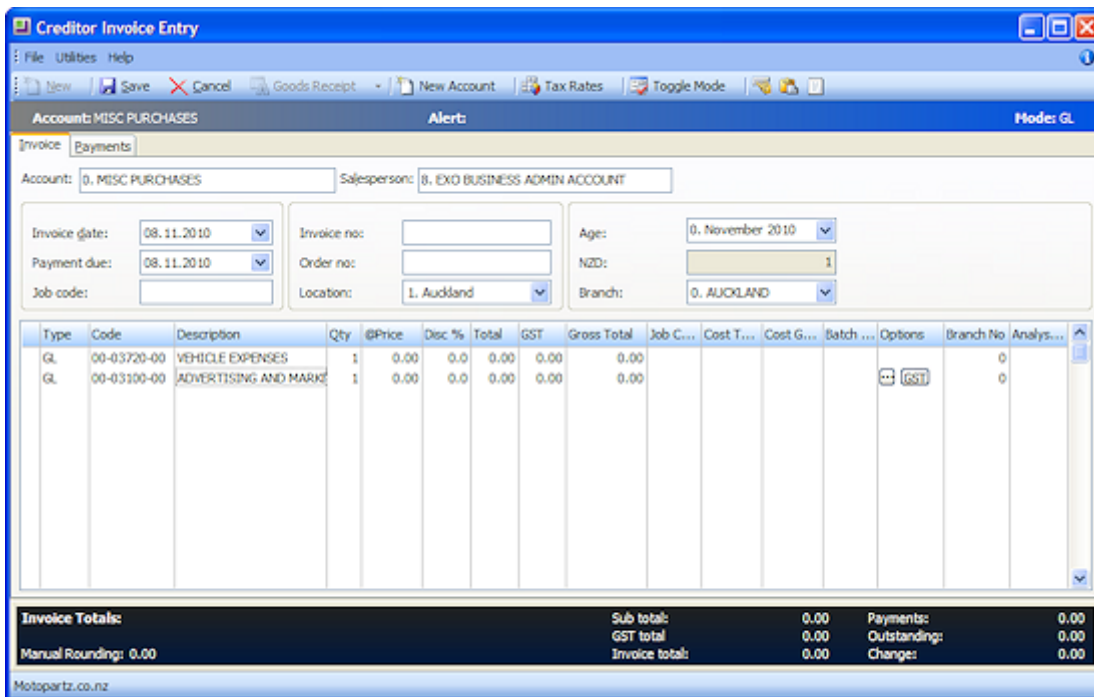 Creditor Invoice Entry
File Utilities Help
New Save Cancel Goods Receipt New Account Tax Rates Toggle Mode
Account: MISC PURCHASES Alert: Mode: GL
Invoice Payments
Account: 0. MISC PURCHASES Salesperson: 8. EXO BUSINESS ADMIN ACCOUNT
Invoice date: 08.11.2010 Invoice no: Age: 0. November 2010
Payment due: 08.11.2010 Order no: NZD: 1
Job code: Location: 1. Auckland Branch: 0. AUCKLAND
Type Code Description Qty @Price Disc % Total GST Gross Total Job C... Cost T... Cost G... Batch ... Options Branch No Analys...
GL 00-03720-00 VEHICLE EXPENSES 1 0.00 0.0 0.00 0.00 0.00 0
GL 00-03100-00 ADVERTISING AND MARKE 1 0.00 0.0 0.00 0.00 0.00 ... GST 0
Invoice Totals: Sub total: 0.00 Payments: 0.00
GST total 0.00 Outstanding: 0.00
Manual Rounding: 0.00 Invoice total: 0.00 Change: 0.00
Motopartz.co.nz